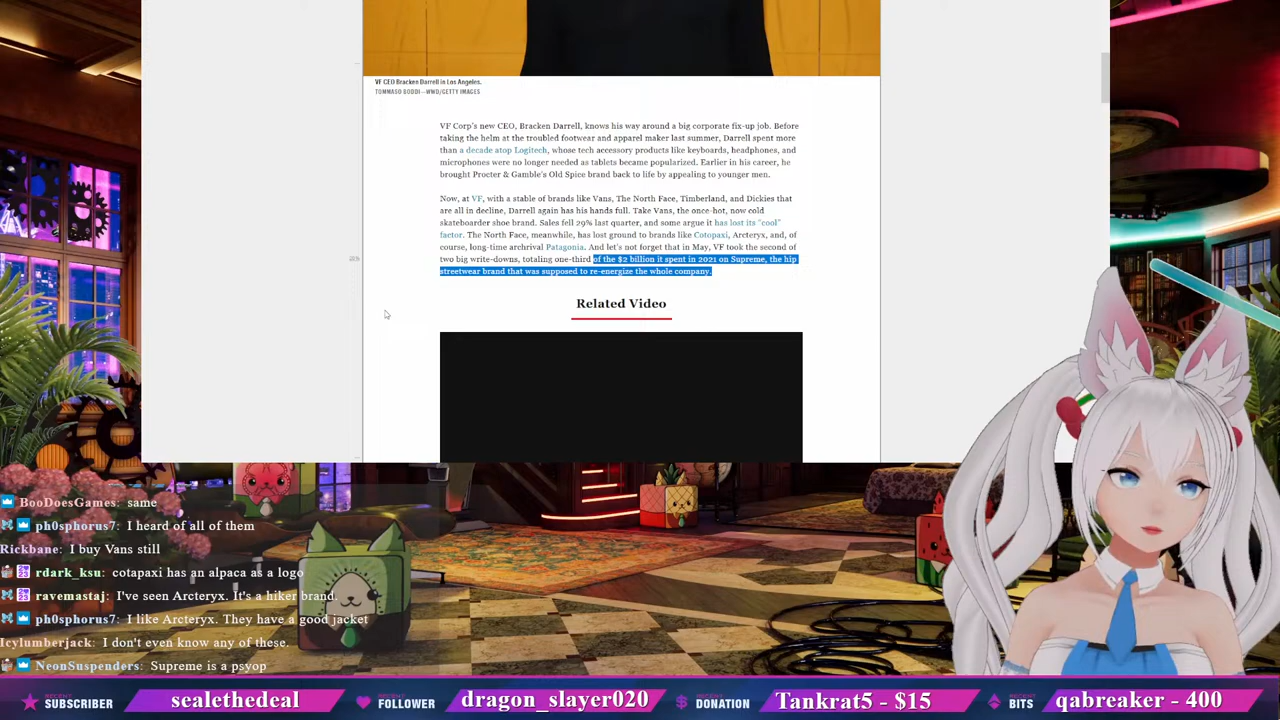 VF CEO Bracken Darrell in Los Angeles.
TOMMASO BODDI—WWD/GETTY IMAGES
VF Corp's new CEO, Bracken Darrell, knows his way around a big corporate fix-up job. Before
taking the helm at the troubled footwear and apparel maker last summer, Darrell spent more
than a decade atop Logitech, whose tech accessory products like keyboards, headphones, and
microphones were no longer needed as tablets became popularized. Earlier in his career, he
brought Procter & Gamble's Old Spice brand back to life by appealing to younger men.
Now, at VF, with a stable of brands like Vans, The North Face, Timberland, and Dickies that
are all in decline, Darrell again has his hands full. Take Vans, the once-hot, now cold
skateboarder shoe brand. Sales fell 29% last quarter, and some argue it has lost its "cool"
factor. The North Face, meanwhile, has lost ground to brands like Cotopaxi, Arcteryx, and, of
course, long-time archrival Patagonia. And let's not forget that in May, VF took the second of
two big write-downs, totaling one-third of the $2 billion it spent in 2021 on Supreme, the hip
streetwear brand that was supposed to re-energize the whole company.
Related Video
BooDoesGames: same
ph0sphorus7: I heard of all of them
Rickbane: I buy Vans still
rdark_ksu: cotapaxi has an alpaca as a logo
ravemastaj: I've seen Arcteryx. It's a hiker brand.
ph0sphorus7: I like Arcteryx. They have a good jacket
Icylumberjack: I don't even know any of these.
NeonSuspenders: Supreme is a psyop
RECENT SUBSCRIBER sealethedeal RECENT FOLLOWER dragon_slayer020 RECENT DONATION Tankrat5 - $15 RECENT BITS qabreaker - 400